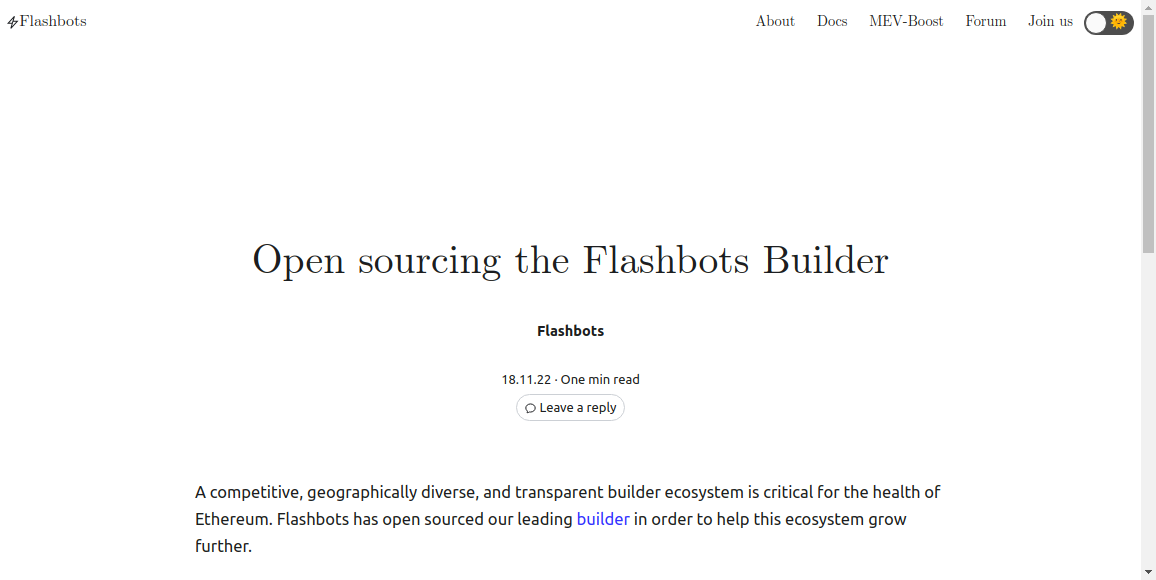 Flashbots
About Docs MEV-Boost Forum Join us
Open sourcing the Flashbots Builder
Flashbots
18.11.22 · One min read
Leave a reply
A competitive, geographically diverse, and transparent builder ecosystem is critical for the health of
Ethereum. Flashbots has open sourced our leading builder in order to help this ecosystem grow
further.